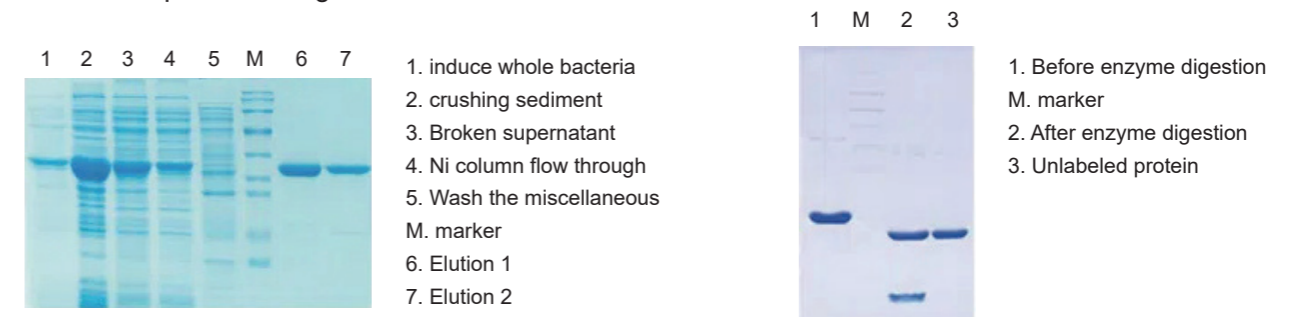 1 2 3 4 5 M 6 7
1. induce whole bacteria
2. crushing sediment
3. Broken supernatant
4. Ni column flow through
5. Wash the miscellaneous
M. marker
6. Elution 1
7. Elution 2
1 M 2 3
1. Before enzyme digestion
M. marker
2. After enzyme digestion
3. Unlabeled protein